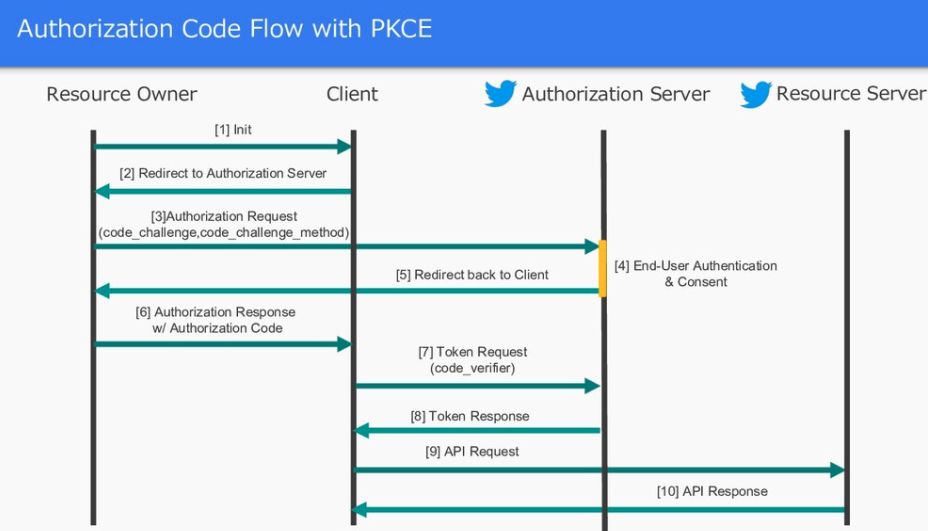 Authorization Code Flow with PKCE
Resource Owner
Client
Authorization Server
Resource Server
[1] Init
[2] Redirect to Authorization Server
[3]Authorization Request
(code_challenge,code_challenge_method)
[4] End-User Authentication
& Consent
[5] Redirect back to Client
[6] Authorization Response
w/ Authorization Code
[7] Token Request
(code_verifier)
[8] Token Response
[9] API Request
[10] API Response